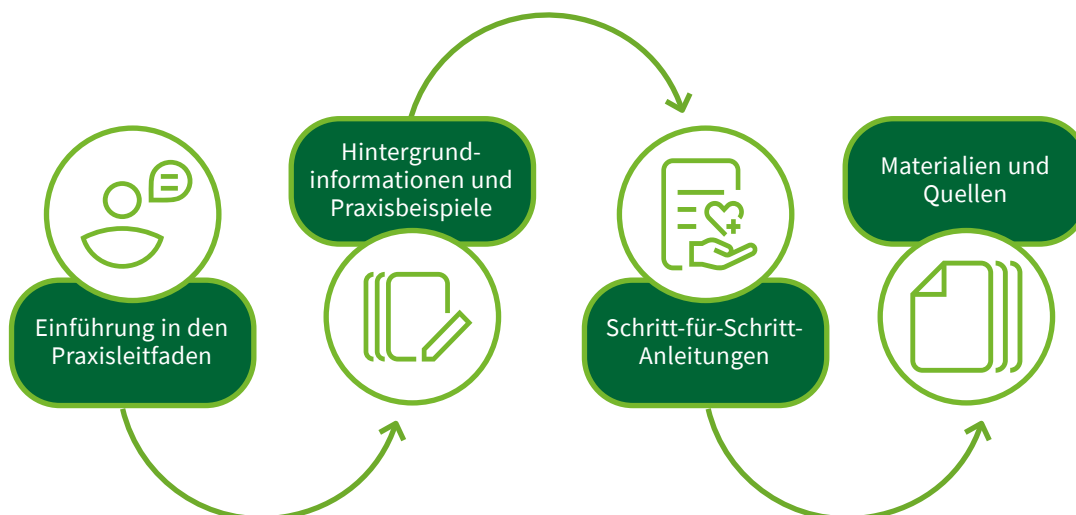 Einführung in den
Praxisleitfaden
Hintergrund-
informationen und
Praxisbeispiele
Schritt-für-Schritt-
Anleitungen
Materialien und
Quellen